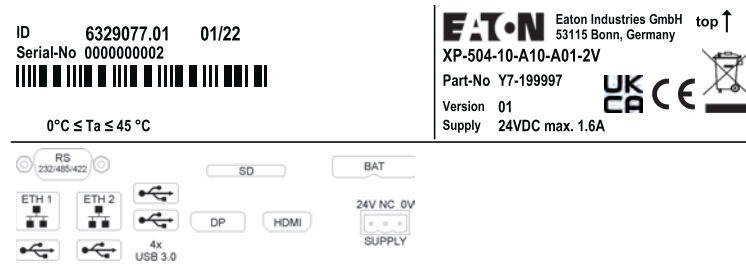 ID 6329077.01 01/22
Serial-No 0000000002
0°C ≤ Ta ≤ 45 °C
EATON
Eaton Industries GmbH
53115 Bonn, Germany
top
XP-504-10-A10-A01-2V
Part-No Y7-199997
Version 01
Supply 24VDC max. 1.6A
UK
CA
CE
RS
232/485/422
SD
BAT
ETH 1
ETH 2
DP
HDMI
24V NC 0V
SUPPLY
4x
USB 3.0